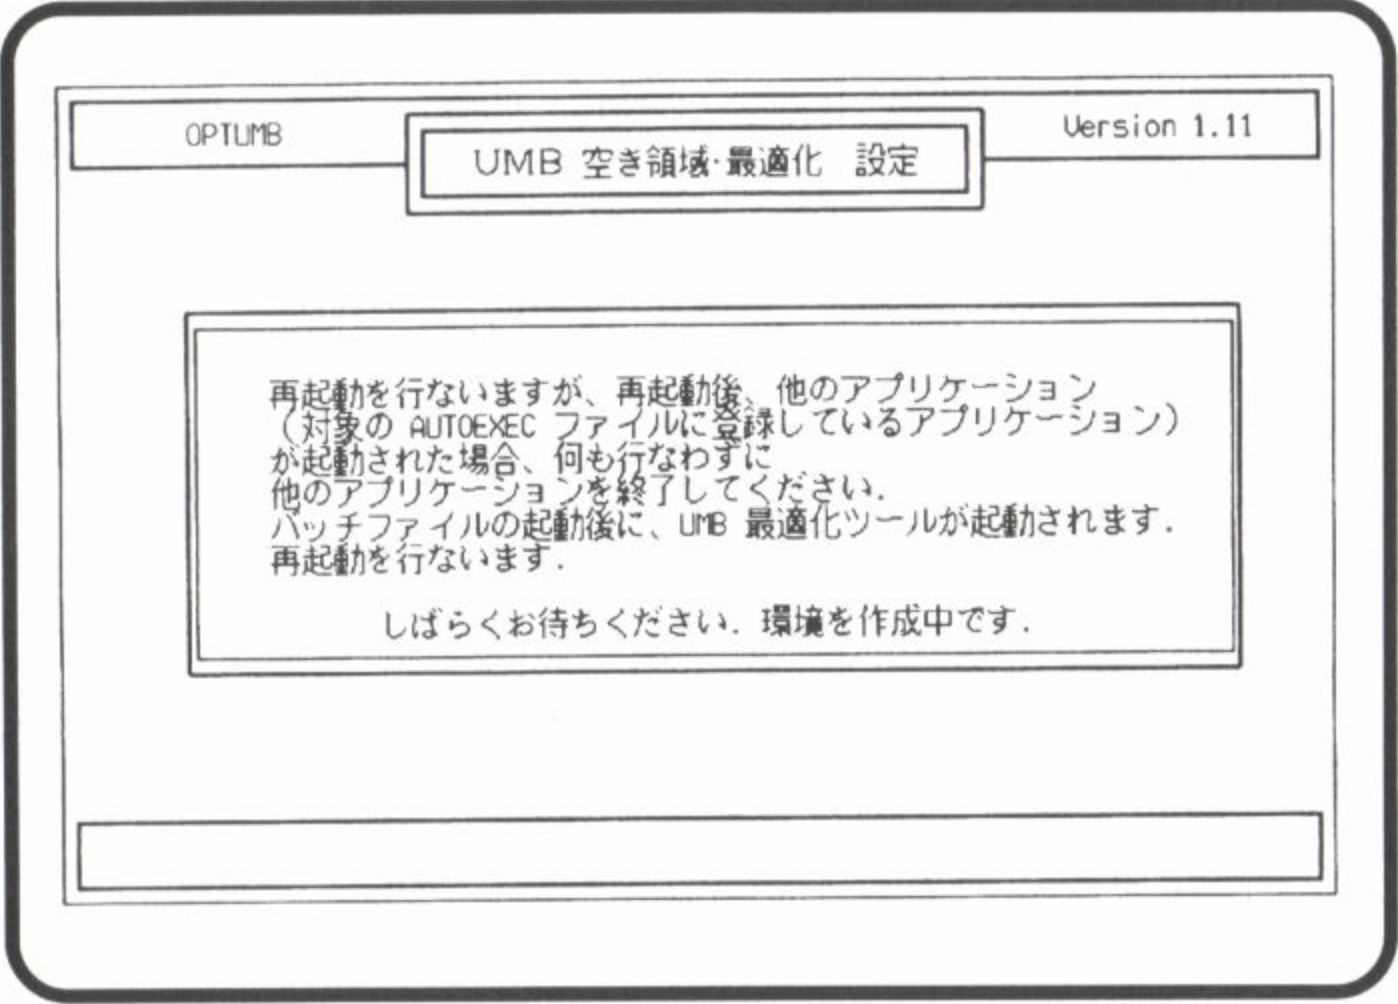 OPTUMB
UMB 空き領域・最適化　設定
Version 1.11
再起動を行ないますが、再起動後、他のアプリケーション
（対象の AUTOEXEC ファイルに登録しているアプリケーション）
が起動された場合、何も行なわずに
他のアプリケーションを終了してください.
バッチファイルの起動後に、UMB 最適化ツールが起動されます.
再起動を行ないます.
しばらくお待ちください. 環境を作成中です.